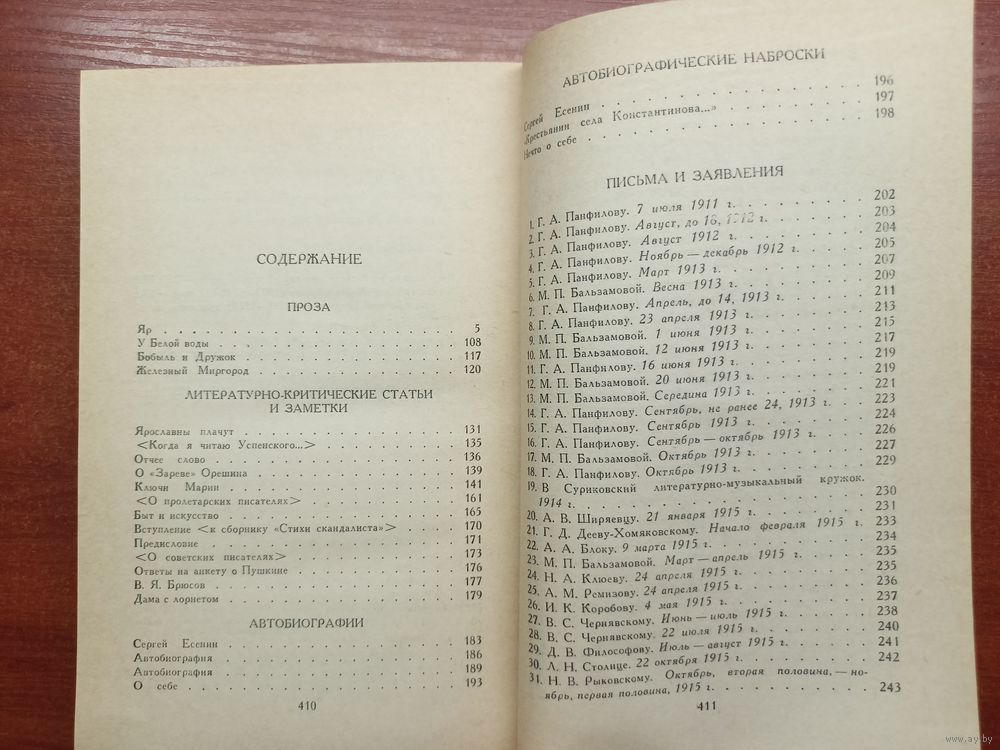 СОДЕРЖАНИЕ
ПРОЗА
Яр . . . 5
У Белой воды . . . 108
Бобыль и Дружок . . . 117
Железный Миргород . . . 120
ЛИТЕРАТУРНО-КРИТИЧЕСКИЕ СТАТЬИ
И ЗАМЕТКИ
Ярославны плачут . . . 131
<Когда я читаю Успенского...> . . . 135
Отчее слово . . . 136
О «Зареве» Орешина . . . 139
Ключи Марии . . . 141
<О пролетарских писателях> . . . 161
Быт и искусство . . . 165
Вступление <к сборнику «Стихи скандалиста»> . . . 170
Предисловие . . . 171
<О советских писателях> . . . 173
Ответы на анкету о Пушкине . . . 176
В. Я. Брюсов . . . 177
Дама с лорнетом . . . 179
АВТОБИОГРАФИИ
Сергей Есенин . . . 183
Автобиография . . . 186
Автобиография . . . 189
О себе . . . 193
410
АВТОБИОГРАФИЧЕСКИЕ НАБРОСКИ
Сергей Есенин . . . 196
«Крестьянин села Константинова...» . . . 197
Нечто о себе . . . 198
ПИСЬМА И ЗАЯВЛЕНИЯ
1. Г. А. Панфилову. 7 июля 1911 г. . . . 202
2. Г. А. Панфилову. Август, до 18, 1912 г. . . . 203
3. Г. А. Панфилову. Август 1912 г. . . . 204
4. Г. А. Панфилову. Ноябрь — декабрь 1912 г. . . . 205
5. Г. А. Панфилову. Март 1913 г. . . . 207
6. М. П. Бальзамовой. Весна 1913 г. . . . 209
7. Г. А. Панфилову. Апрель, до 14, 1913 г. . . . 211
8. Г. А. Панфилову. 23 апреля 1913 г. . . . 213
9. М. П. Бальзамовой. 1 июня 1913 г. . . . 215
10. М. П. Бальзамовой. 12 июня 1913 г. . . . 217
11. Г. А. Панфилову. 16 июня 1913 г. . . . 219
12. М. П. Бальзамовой. 20 июня 1913 г. . . . 219
13. М. П. Бальзамовой. Середина 1913 г. . . . 221
14. Г. А. Панфилову. Сентябрь, не ранее 24, 1913 г. . . . 223
15. Г. А. Панфилову. Сентябрь 1913 г. . . . 224
16. Г. А. Панфилову. Сентябрь — октябрь 1913 г. . . . 226
17. М. П. Бальзамовой. Октябрь 1913 г. . . . 227
18. Г. А. Панфилову. Октябрь 1913 г. . . . 229
19. В Суриковский литературно-музыкальный кружок.
1914 г. . . . 230
20. А. В. Ширяевцу. 21 января 1915 г. . . . 231
21. Г. Д. Дееву-Хомяковскому. Начало февраля 1915 г. 233
22. А. А. Блоку. 9 марта 1915 г. . . . 234
23. М. П. Бальзамовой. Март — апрель 1915 г. . . . 235
24. Н. А. Клюеву. 24 апреля 1915 г. . . . 235
25. А. М. Ремизову. 24 апреля 1915 г. . . . 236
26. И. К. Коробову. 4 мая 1915 г. . . . 237
27. В. С. Чернявскому. Июнь — июль 1915 г. . . . 238
28. В. С. Чернявскому. 22 июля 1915 г. . . . 240
29. Д. В. Философову. Июль — август 1915 г. . . . 241
30. Л. Н. Столице. 22 октября 1915 г. . . . 242
31. Н. В. Рыковскому. Октябрь, вторая половина, — но-
ябрь, первая половина, 1915 г. . . . 243
411
www.ay.by